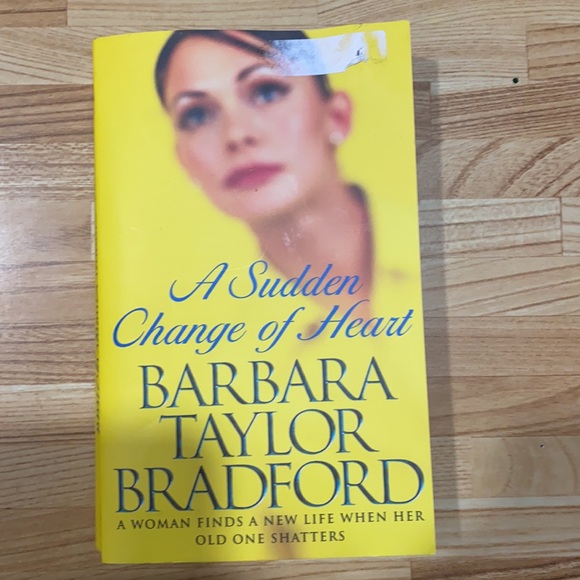 A Sudden
Change of Heart
BARBARA
TAYLOR
BRADFORD
A WOMAN FINDS A NEW LIFE WHEN HER
OLD ONE SHATTERS